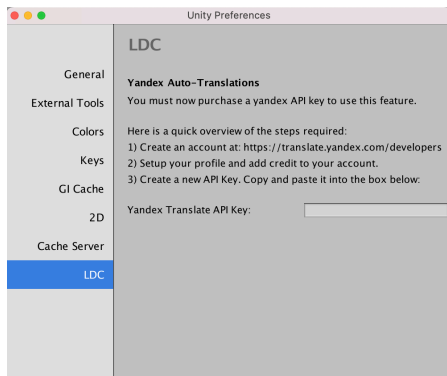 Unity Preferences
LDC
General
External Tools
Colors
Keys
GI Cache
2D
Cache Server
LDC
Yandex Auto-Translations
You must now purchase a yandex API key to use this feature.
Here is a quick overview of the steps required:
1) Create an account at: https://translate.yandex.com/developers
2) Setup your profile and add credit to your account.
3) Create a new API Key. Copy and paste it into the box below:
Yandex Translate API Key: